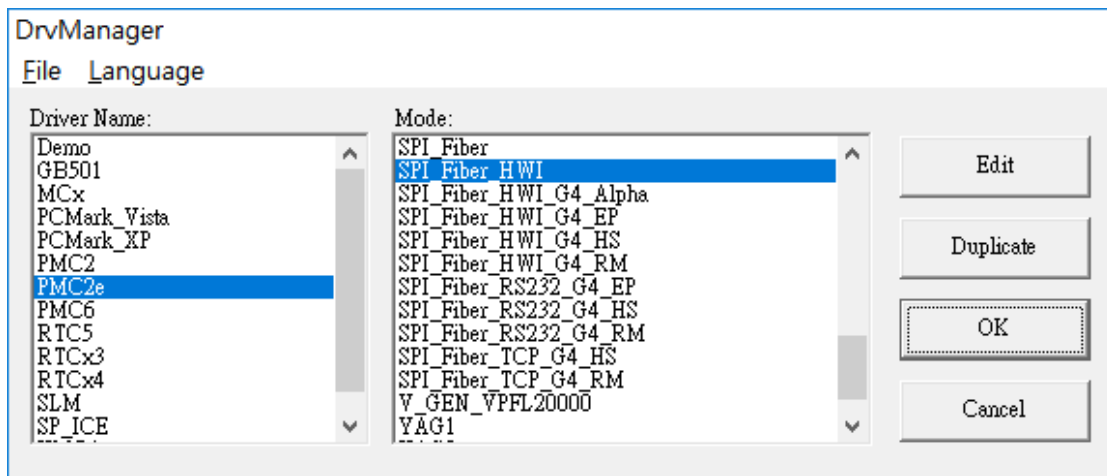 DrvManager
File Language
Driver Name:
Demo
GB501
MCx
PCMark_Vista
PCMark_XP
PMC2
PMC2e
PMC6
RTC5
RTCx3
RTCx4
SLM
SP_ICE
Mode:
SPI_Fiber
SPI_Fiber_HWI
SPI_Fiber_HWI_G4_Alpha
SPI_Fiber_HWI_G4_EP
SPI_Fiber_HWI_G4_HS
SPI_Fiber_HWI_G4_RM
SPI_Fiber_RS232_G4_EP
SPI_Fiber_RS232_G4_HS
SPI_Fiber_RS232_G4_RM
SPI_Fiber_TCP_G4_HS
SPI_Fiber_TCP_G4_RM
V_GEN_VPFL20000
YAG1
Edit
Duplicate
OK
Cancel